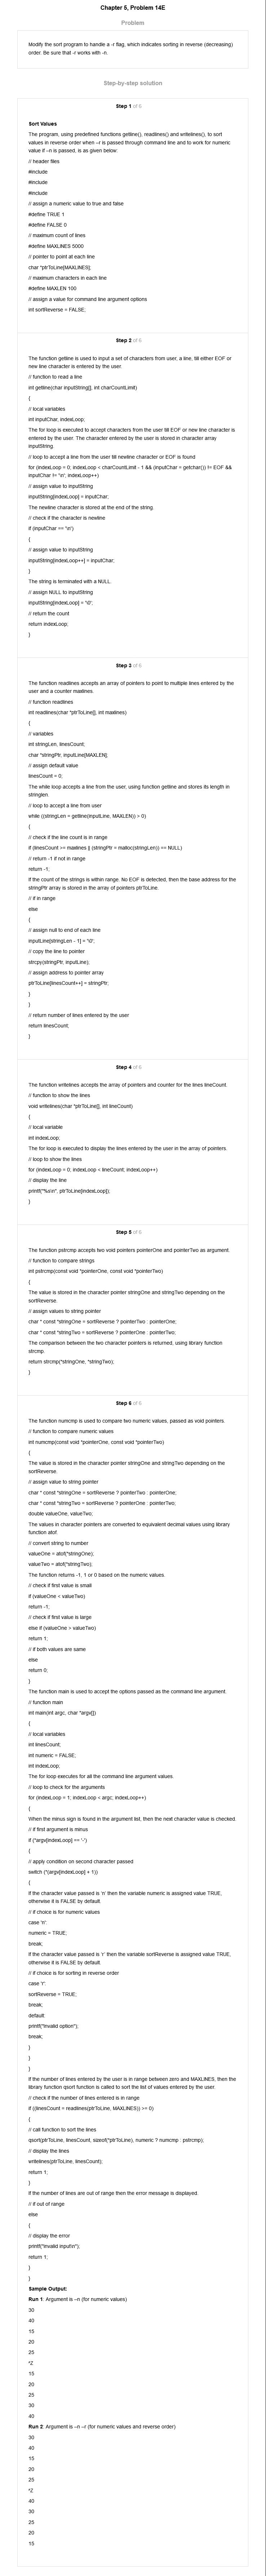 Chapter 5, Problem 14E
Problem
Modify the sort program to handle a -r flag, which indicates sorting in reverse (decreasing)
order. Be sure that -r works with -n.
Step-by-step solution
Step 1 of 6
Sort Values
The program, using predefined functions getline(), readlines() and writelines(), to sort
values in reverse order when –r is passed through command line and to work for numeric
value if –n is passed, is as given below:
// header files
#include
#include
#include
// assign a numeric value to true and false
#define TRUE 1
#define FALSE 0
// maximum count of lines
#define MAXLINES 5000
// pointer to point at each line
char *ptrToLine[MAXLINES];
// maximum characters in each line
#define MAXLEN 100
// assign a value for command line argument options
int sortReverse = FALSE;
Step 2 of 6
The function getline is used to input a set of characters from user, a line, till either EOF or
new line character is entered by the user.
// function to read a line
int getline(char inputString[], int charCountLimit)
{
// local variables
int inputChar, indexLoop;
The for loop is executed to accept characters from the user till EOF or new line character is
entered by the user. The character entered by the user is stored in character array
inputString.
// loop to accept a line from the user till newline character or EOF is found
for (indexLoop = 0; indexLoop < charCountLimit - 1 && (inputChar = getchar()) != EOF &&
inputChar != '\n'; indexLoop++)
// assign value to inputString
inputString[indexLoop] = inputChar;
The newline character is stored at the end of the string.
// check if the character is newline
if (inputChar == '\n')
{
// assign value to inputString
inputString[indexLoop++] = inputChar;
}
The string is terminated with a NULL.
// assign NULL to inputString
inputString[indexLoop] = '\0';
// return the count
return indexLoop;
}
Step 3 of 6
The function readlines accepts an array of pointers to point to multiple lines entered by the
user and a counter maxlines.
// function readlines
int readlines(char *ptrToLine[], int maxlines)
{
// variables
int stringLen, linesCount;
char *stringPtr, inputLine[MAXLEN];
// assign default value
linesCount = 0;
The while loop accepts a line from the user, using function getline and stores its length in
stringlen.
// loop to accept a line from user
while ((stringLen = getline(inputLine, MAXLEN)) > 0)
{
// check if the line count is in range
if (linesCount >= maxlines || (stringPtr = malloc(stringLen)) == NULL)
// return -1 if not in range
return -1;
If the count of the strings is within range. No EOF is detected, then the base address for the
stringPtr array is stored in the array of pointers ptrToLine.
// if in range
else
{
// assign null to end of each line
inputLine[stringLen - 1] = '\0';
// copy the line to pointer
strcpy(stringPtr, inputLine);
// assign address to pointer array
ptrToLine[linesCount++] = stringPtr;
}
}
// return number of lines entered by the user
return linesCount;
}
Step 4 of 6
The function writelines accept the array of pointers and counter for the lines lineCount.
// function to show the lines
void writelines(char *ptrToLine[], int lineCount)
{
// local variable
int indexLoop;
The for loop is executed to display the lines entered by the user in the array of pointers.
// loop to show the lines
for (indexLoop = 0; indexLoop < lineCount; indexLoop++)
// display the line
printf("%s\n", ptrToLine[indexLoop]);
}
Step 5 of 6
The function pstrcmp accepts two void pointers pointerOne and pointerTwo as argument.
// function to compare strings
int pstrcmp(const void *pointerOne, const void *pointerTwo)
{
The value is stored in the character pointer stringOne and stringTwo depending on the
sortReverse.
// assign values to string pointer
char * const *stringOne = sortReverse ? pointerTwo : pointerOne;
char * const *stringTwo = sortReverse ? pointerOne : pointerTwo;
The comparison between the two character pointers is returned, using library function
strcmp.
return strcmp(*stringOne, *stringTwo);
}
Step 6 of 6
The function numcmp is used to compare two numeric values, passed as void pointers.
// function to compare numeric values
int numcmp(const void *pointerOne, const void *pointerTwo)
{
The value is stored in the character pointer stringOne and stringTwo depending on the
sortReverse.
// assign value to string pointer
char * const *stringOne = sortReverse ? pointerTwo : pointerOne;
char * const *stringTwo = sortReverse ? pointerOne : pointerTwo;
double valueOne, valueTwo;
The values in character pointers are converted to equivalent decimal values using library
function atof.
// convert string to number
valueOne = atof(*stringOne);
valueTwo = atof(*stringTwo);
The function returns -1, 1 or 0 based on the numeric values.
// check if first value is small
if (valueOne < valueTwo)
return -1;
// check if first value is large
else if (valueOne > valueTwo)
return 1;
// if both values are same
else
return 0;
}
The function main is used to accept the options passed as the command line argument.
// function main
int main(int argc, char *argv[])
{
// local variables
int linesCount;
int numeric = FALSE;
int indexLoop;
The for loop executes for all the command line argument values.
// loop to check for the arguments
for (indexLoop = 1; indexLoop < argc; indexLoop++)
{
When the minus sign is found in the argument list, then the next character value is checked.
// if first argument is minus
if (*argv[indexLoop] == '-')
{
// apply condition on second character passed
switch (*(argv[indexLoop] + 1))
{
If the character value passed is 'n' then the variable numeric is assigned value TRUE,
otherwise it is FALSE by default.
// if choice is for numeric values
case 'n':
numeric = TRUE;
break;
If the character value passed is 'r' then the variable sortReverse is assigned value TRUE,
otherwise it is FALSE by default.
// if choice is for sorting in reverse order
case 'r':
sortReverse = TRUE;
break;
default:
printf("Invalid option");
break;
}
}
}
If the number of lines entered by the user is in range between zero and MAXLINES, then the
library function qsort function is called to sort the list of values entered by the user.
// check if the number of lines entered is in range
if ((linesCount = readlines(ptrToLine, MAXLINES)) >= 0)
{
// call function to sort the lines
qsort(ptrToLine, linesCount, sizeof(*ptrToLine), numeric ? numcmp : pstrcmp);
// display the lines
writelines(ptrToLine, linesCount);
return 1;
}
If the number of lines are out of range then the error message is displayed.
// if out of range
else
{
// display the error
printf("Invalid input\n");
return 1;
}
}
Sample Output:
Run 1: Argument is –n (for numeric values)
30
40
15
20
25
^Z
15
20
25
30
40
Run 2: Argument is –n –r (for numeric values and reverse order)
30
40
15
20
25
^Z
40
30
25
20
15